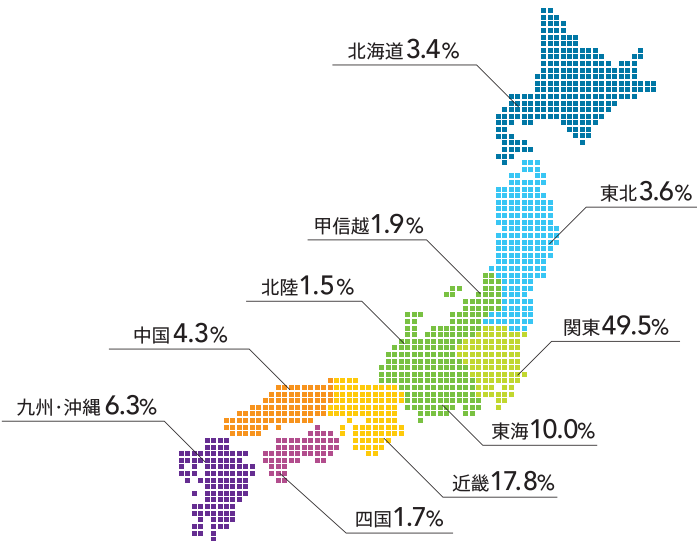 北海道3.4%
東北3.6%
甲信越1.9%
北陸1.5%
関東49.5%
中国4.3%
九州・沖縄6.3%
東海10.0%
近畿17.8%
四国1.7%